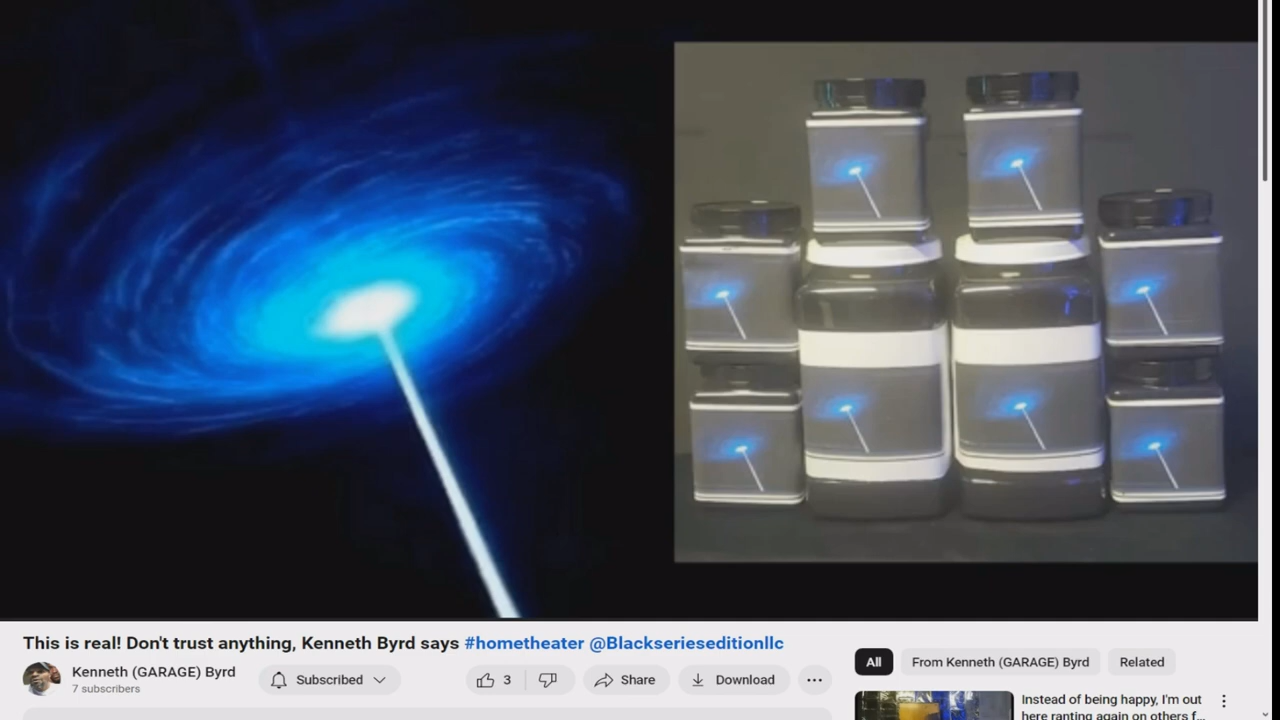 This is real! Don't trust anything, Kenneth Byrd says #hometheater @Blackserieseditionllc
Kenneth (GARAGE) Byrd
7 subscribers
Subscribed
3
Share
Download
All
From Kenneth (GARAGE) Byrd
Related
Instead of being happy, I'm out
here ranting again on others f...